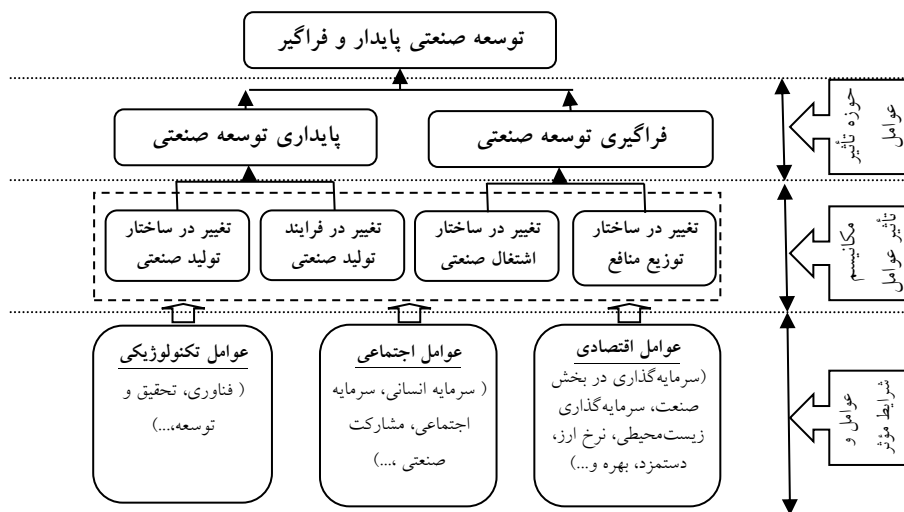 توسعه صنعتی پایدار و فراگیر
عوامل
حوزه تأثیر
فراگیری توسعه صنعتی
پایداری توسعه صنعتی
تأثیر عوامل
مکانیسم
تغییر در ساختار
توزیع منافع
تغییر در ساختار
اشتغال صنعتی
تغییر در فرایند
تولید صنعتی
تغییر در ساختار
تولید صنعتی
شرایط مؤثر
عوامل و
عوامل اقتصادی
(سرمایه‌گذاری در بخش
صنعت، سرمایه‌گذاری
زیست‌محیطی، نرخ ارز،
دستمزد، بهره و...)
عوامل اجتماعی
( سرمایه انسانی، سرمایه
اجتماعی، مشارکت
صنعتی ،...)
عوامل تکنولوژیکی
( فناوری، تحقیق و
توسعه،...)